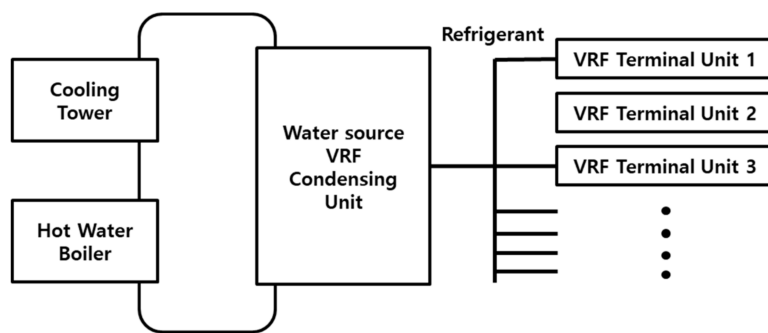 Refrigerant
Cooling
Tower
Hot Water
Boiler
Water source
VRF
Condensing
Unit
VRF Terminal Unit 1
VRF Terminal Unit 2
VRF Terminal Unit 3